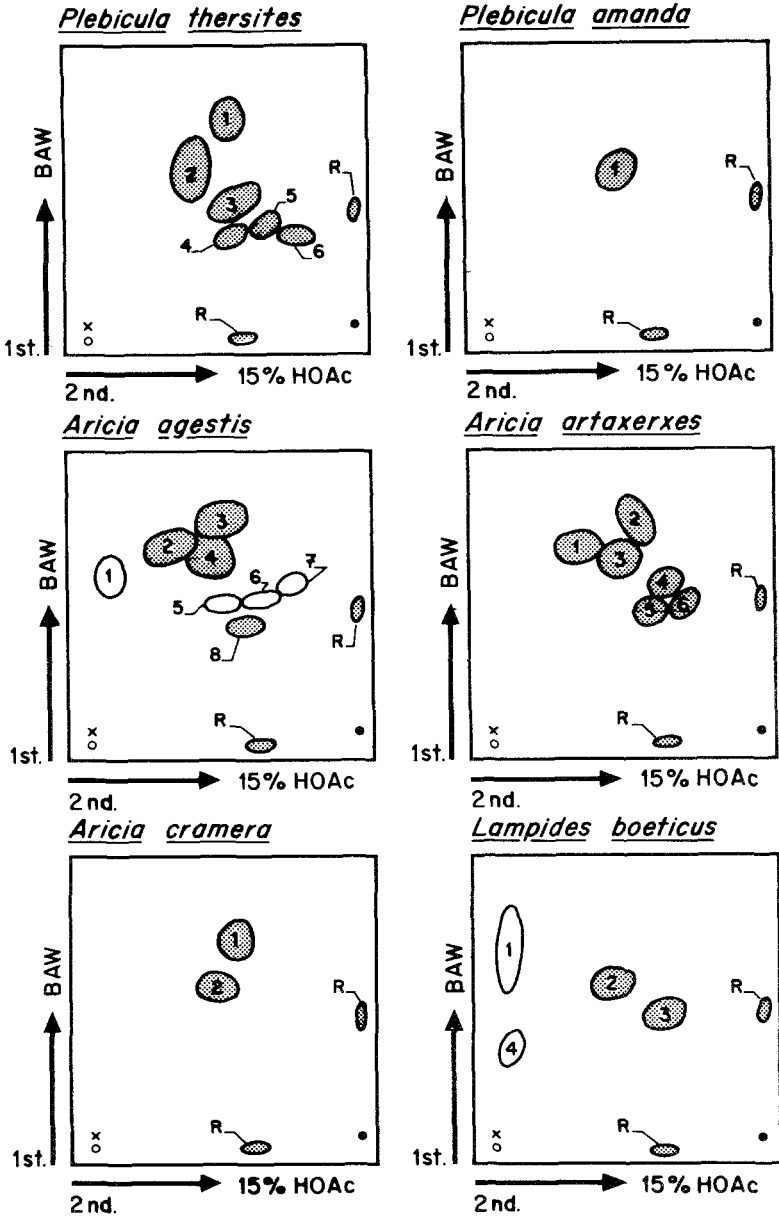 Plebicula thersites
BAW
1
2
3
4
5
6
R
R
x
o
1st.
2nd.
15% HOAc
Plebicula amanda
BAW
1
R
R
x
o
1st.
2nd.
15% HOAc
Aricia agestis
BAW
1
2
3
4
5
6
7
8
R
R
x
o
1st.
2nd.
15% HOAc
Aricia artaxerxes
BAW
1
2
3
4
5
6
R
R
x
o
1st.
2nd.
15% HOAc
Aricia cramera
BAW
1
2
R
R
x
o
1st.
2nd.
15% HOAc
Lampides boeticus
BAW
1
2
3
4
R
R
x
o
1st.
2nd.
15% HOAc